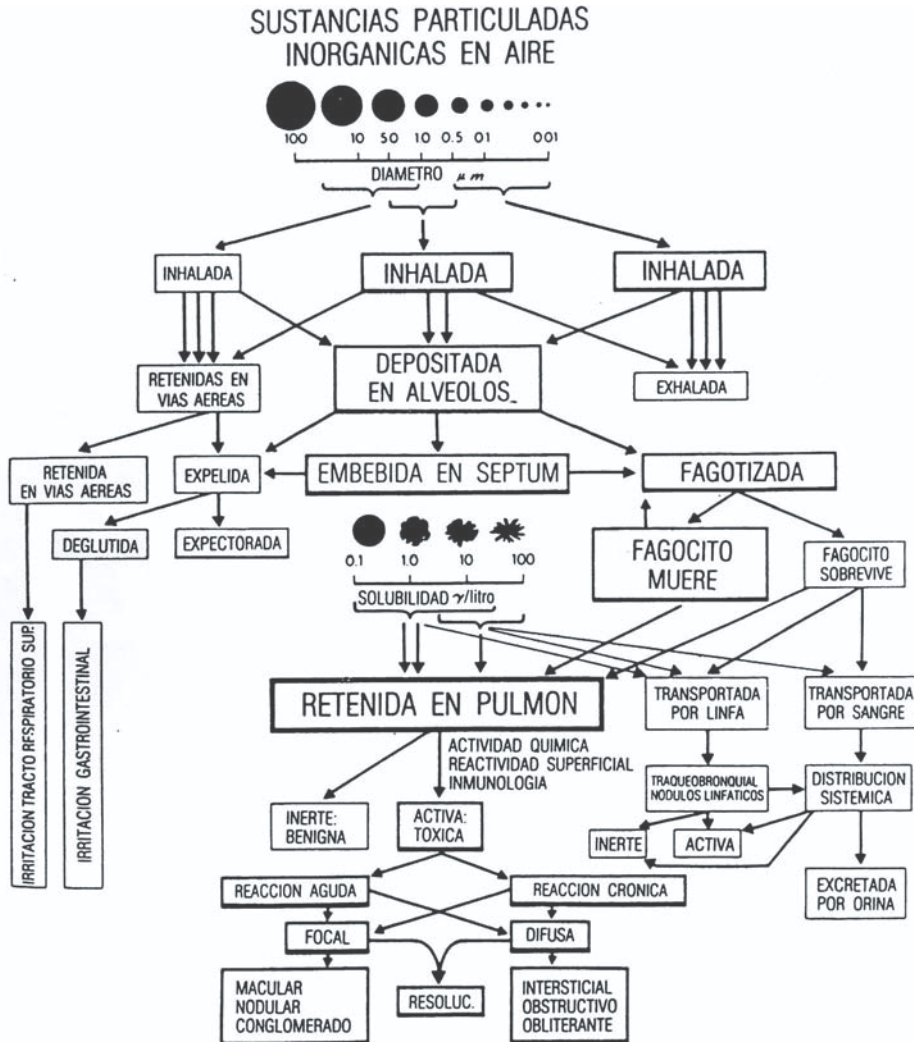 SUSTANCIAS PARTICULADAS
INORGANICAS EN AIRE
100 10 50 10 0.5 01 0.01
DIAMETRO μm
INHALADA
INHALADA
INHALADA
RETENIDAS EN
VIAS AEREAS
DEPOSITADA
EN ALVEOLOS
EXHALADA
RETENIDA
EN VIAS AEREAS
EXPELIDA
EMBEBIDA EN SEPTUM
FAGOTIZADA
DEGLUTIDA
EXPECTORADA
0.1 1.0 10 100
SOLUBILIDAD γ/litro
FAGOCITO
MUERE
FAGOCITO
SOBREVIVE
IRRITACION TRACTO RESPIRATORIO SUP.
IRRITACION GASTROINTESTINAL
RETENIDA EN PULMON
TRANSPORTADA
POR LINFA
TRANSPORTADA
POR SANGRE
ACTIVIDAD QUIMICA
REACTIVIDAD SUPERFICIAL
INMUNOLOGIA
TRAQUEOBRONQUIAL
NODULOS LINFATICOS
DISTRIBUCION
SISTEMICA
INERTE:
BENIGNA
ACTIVA:
TOXICA
INERTE
ACTIVA
EXCRETADA
POR ORINA
REACCION AGUDA
REACCION CRONICA
FOCAL
DIFUSA
MACULAR
NODULAR
CONGLOMERADO
RESOLUC.
INTERSTICIAL
OBSTRUCTIVO
OBLITERANTE